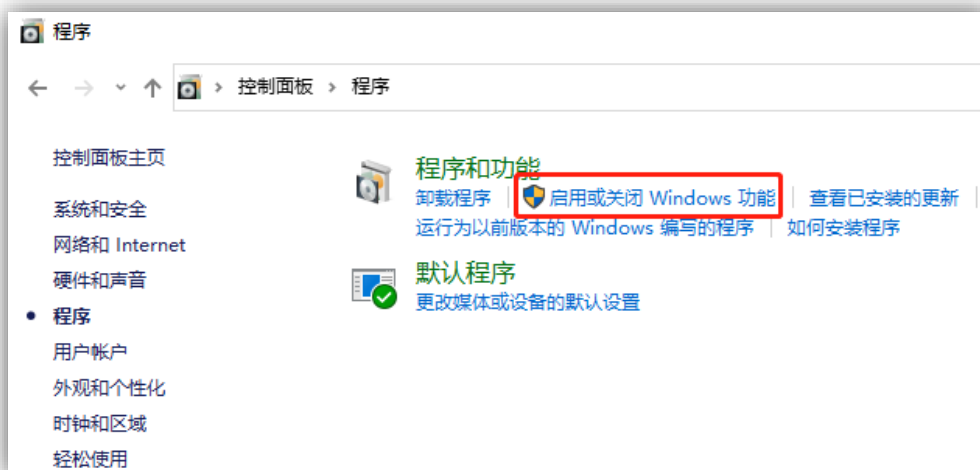 程序
控制面板 程序
控制面板主页
系统和安全
网络和 Internet
硬件和声音
程序
用户帐户
外观和个性化
时钟和区域
轻松使用
程序和功能
卸载程序 启用或关闭 Windows 功能 查看已安装的更新
运行为以前版本的 Windows 编写的程序 如何安装程序
默认程序
更改媒体或设备的默认设置